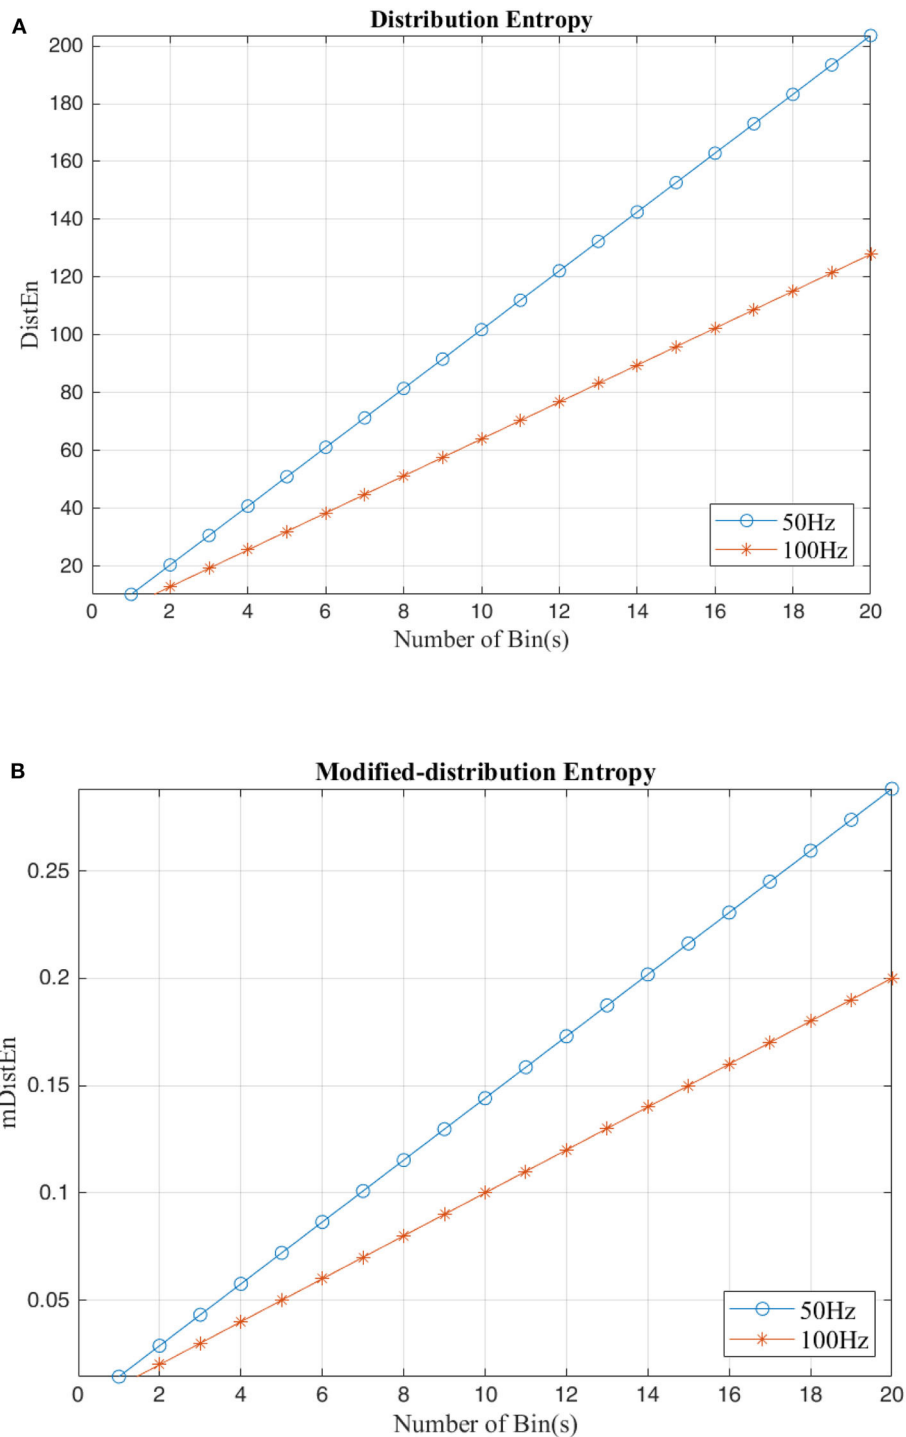 A
Distribution Entropy
200
180
160
140
120
100
80
60
40
20
DistEn
0 2 4 6 8 10 12 14 16 18 20
Number of Bin(s)
50Hz
100Hz
B
Modified-distribution Entropy
0.25
0.2
0.15
0.1
0.05
mDistEn
0 2 4 6 8 10 12 14 16 18 20
Number of Bin(s)
50Hz
100Hz